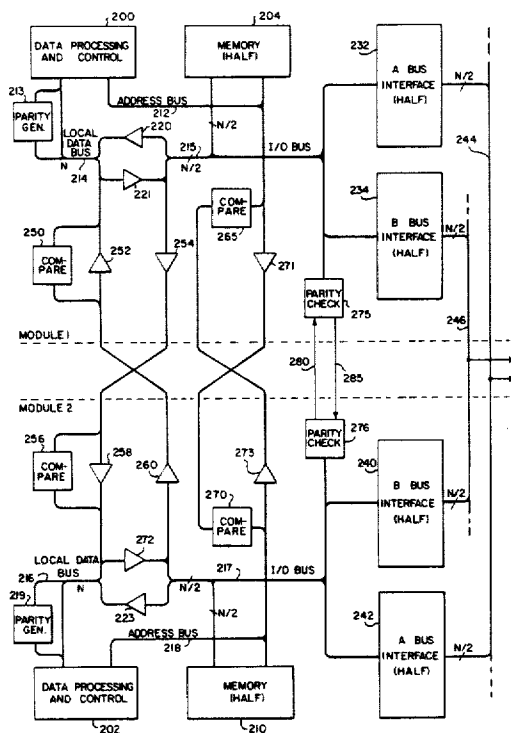 200
DATA PROCESSING
AND CONTROL
204
MEMORY
(HALF)
232
A BUS
INTERFACE
(HALF)
N/2
244
213
PARITY
GEN.
ADDRESS BUS
212
LOCAL
DATA
BUS
N
214
220
221
215
N/2
N/2
I/O BUS
234
B BUS
INTERFACE
(HALF)
N/2
246
250
COM-
PARE
252
254
COMPARE
265
271
PARITY
CHECK
275
MODULE 1
280
285
MODULE 2
256
COM-
PARE
258
260
273
270
COM-
PARE
PARITY
CHECK
276
240
B BUS
INTERFACE
(HALF)
N/2
LOCAL DATA
BUS
216
N
219
PARITY
GEN.
272
223
N/2
217
I/O BUS
N/2
ADDRESS BUS
218
242
A BUS
INTERFACE
(HALF)
N/2
DATA PROCESSING
AND CONTROL
202
MEMORY
(HALF)
210